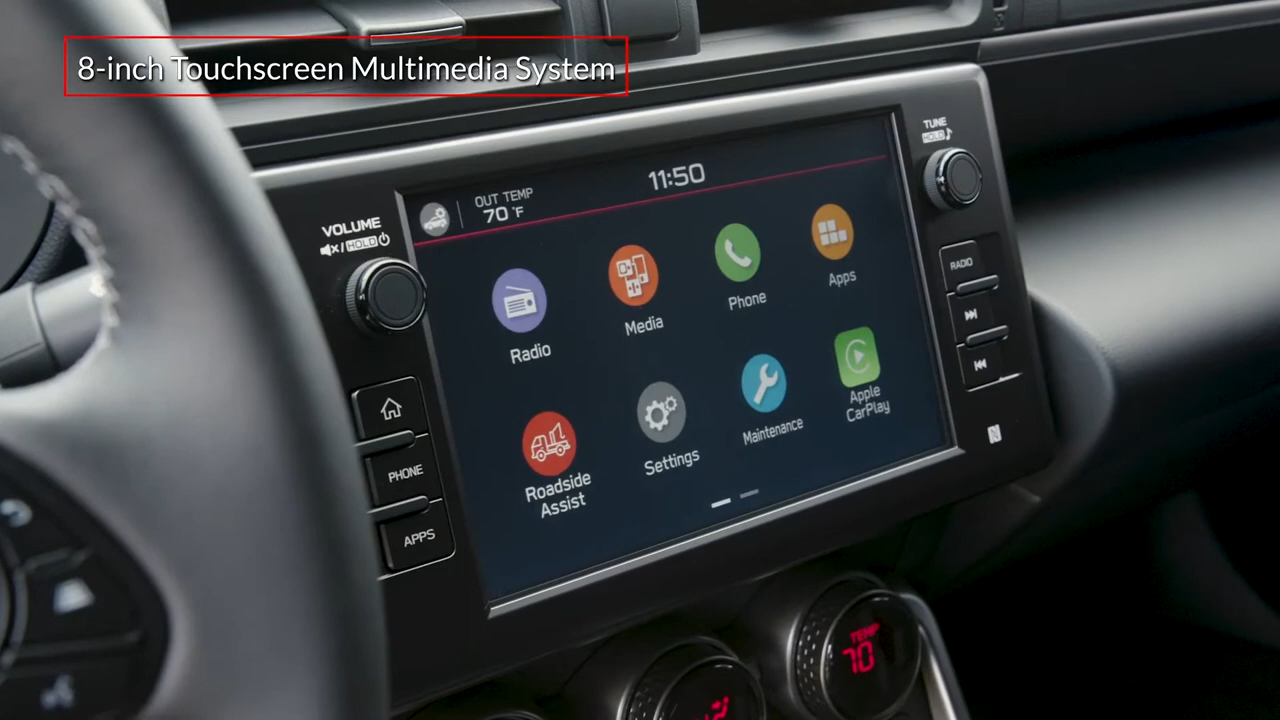 8-inch Touchscreen Multimedia System
TUNE
HOLD
OUT TEMP
70 °F
11:50
VOLUME
/ HOLD
RADIO
Radio
Media
Phone
Apps
PHONE
APPS
Roadside
Assist
Settings
Maintenance
Apple
CarPlay
TEMP
70